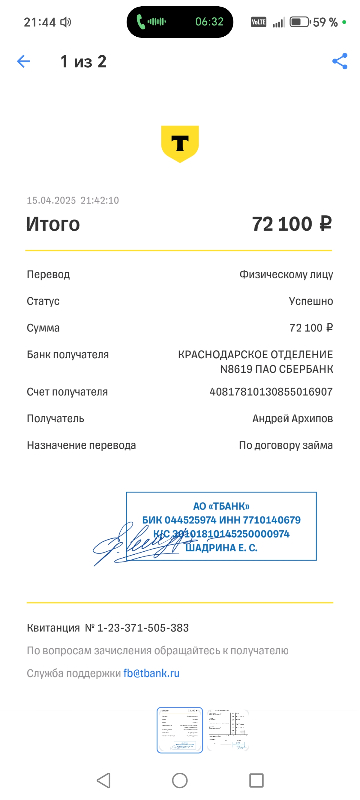 21:44 06:32 VoLTE 59 %
1 из 2
T
15.04.2025 21:42:10
Итого 72 100 ₽
Перевод Физическому лицу
Статус Успешно
Сумма 72 100 ₽
Банк получателя КРАСНОДАРСКОЕ ОТДЕЛЕНИЕ
N8619 ПАО СБЕРБАНК
Счет получателя 40817810130855016907
Получатель Андрей Архипов
Назначение перевода По договору займа
АО «ТБАНК»
БИК 044525974 ИНН 7710140679
К/С 30101810145250000974
ШАДРИНА Е. С.
Квитанция № 1-23-371-505-383
По вопросам зачисления обращайтесь к получателю
Служба поддержки fb@tbank.ru